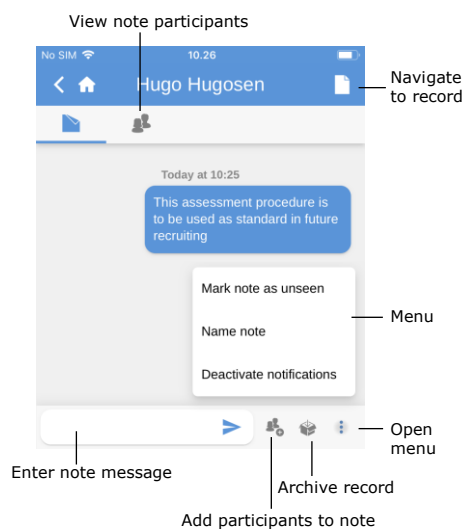 View note participants
No SIM 10.26
Hugo Hugosen
Navigate
to record
Today at 10:25
This assessment procedure is
to be used as standard in future
recruiting
Mark note as unseen
Name note
Deactivate notifications
Menu
Open
menu
Enter note message
Archive record
Add participants to note